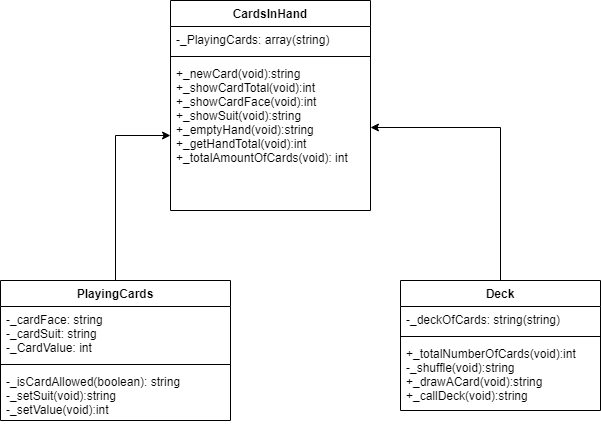 CardsInHand
-_PlayingCards: array(string)
+_newCard(void):string
+_showCardTotal(void):int
+_showCardFace(void):int
+_showSuit(void):string
+_emptyHand(void):string
+_getHandTotal(void):int
+_totalAmountOfCards(void): int
PlayingCards
-_cardFace: string
-_cardSuit: string
-_CardValue: int
-_isCardAllowed(boolean): string
-_setSuit(void):string
-_setValue(void):int
Deck
-_deckOfCards: string(string)
+_totalNumberOfCards(void):int
-_shuffle(void):string
+_drawACard(void):string
+_callDeck(void):string